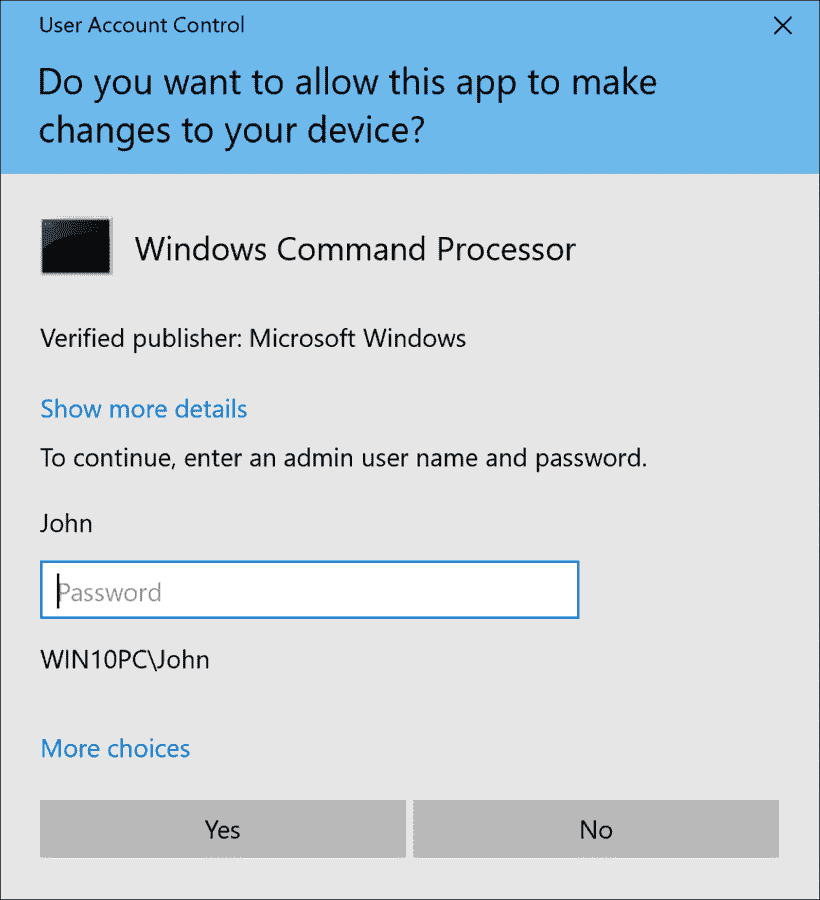 User Account Control
Do you want to allow this app to make
changes to your device?
Windows Command Processor
Verified publisher: Microsoft Windows
Show more details
To continue, enter an admin user name and password.
John
Password
WIN10PC\John
More choices
Yes
No